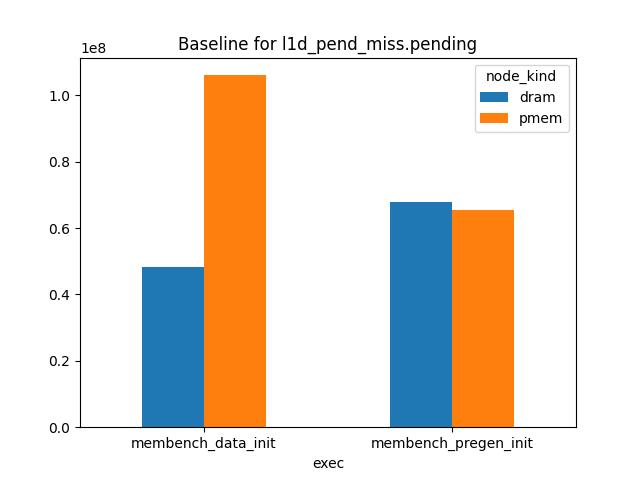 Baseline for l1d_pend_miss.pending
1e8
node_kind
dram
pmem
1.0
0.8
0.6
0.4
0.2
0.0
membench_data_init
membench_pregen_init
exec